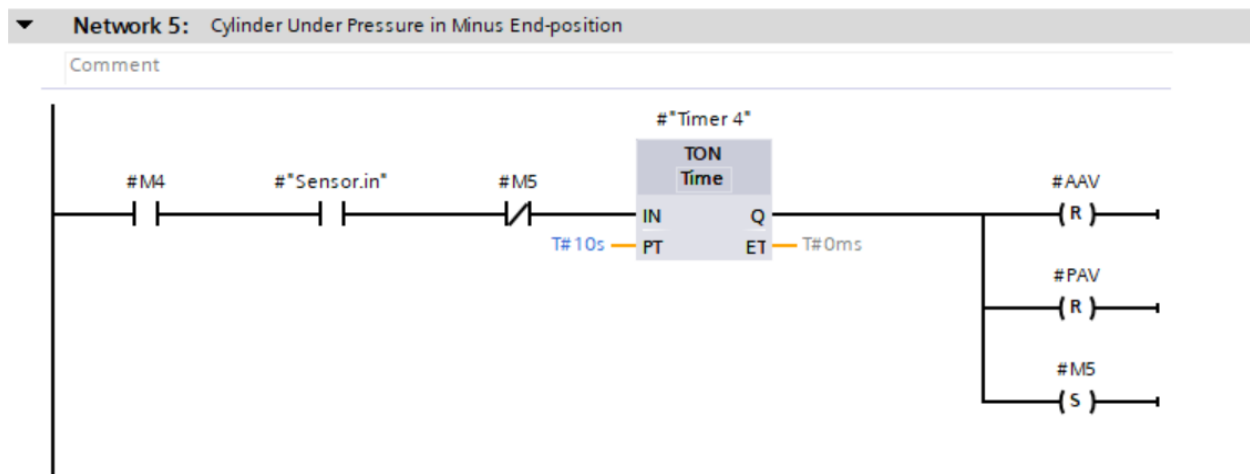 Network 5: Cylinder Under Pressure in Minus End-position
Comment
#"Timer 4"
TON
Time
#M4 #"Sensor.in" #M5 #AAV
IN Q ( R )
T#10s PT ET T#0ms
#PAV
( R )
#M5
( S )